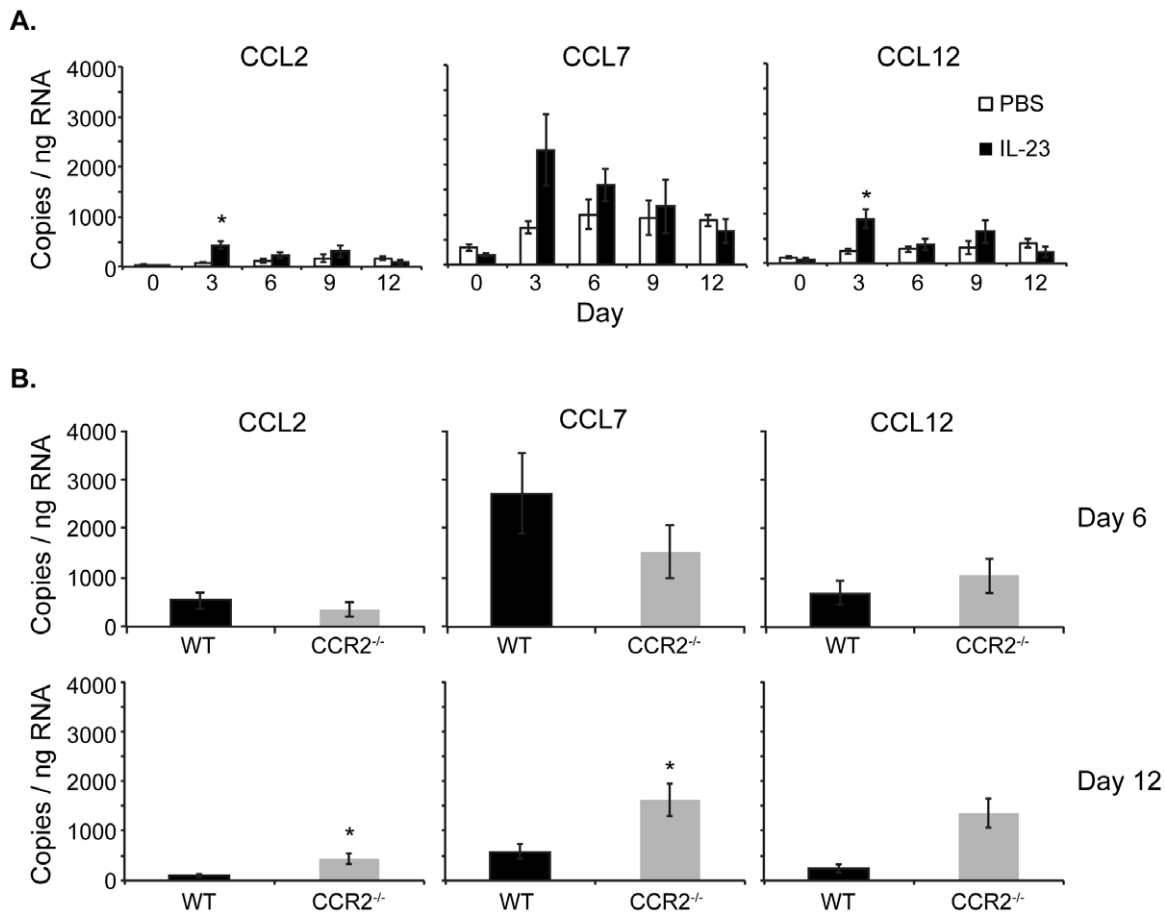 A.
CCL2 CCL7 CCL12
Copies / ng RNA
4000
3000
2000
1000
0
PBS
IL-23
*
*
0 3 6 9 12 0 3 6 9 12 0 3 6 9 12
Day
B.
CCL2 CCL7 CCL12
Copies / ng RNA
4000
3000
2000
1000
0
Day 6
WT CCR2-/- WT CCR2-/- WT CCR2-/-
Copies / ng RNA
4000
3000
2000
1000
0
*
*
Day 12
WT CCR2-/- WT CCR2-/- WT CCR2-/-